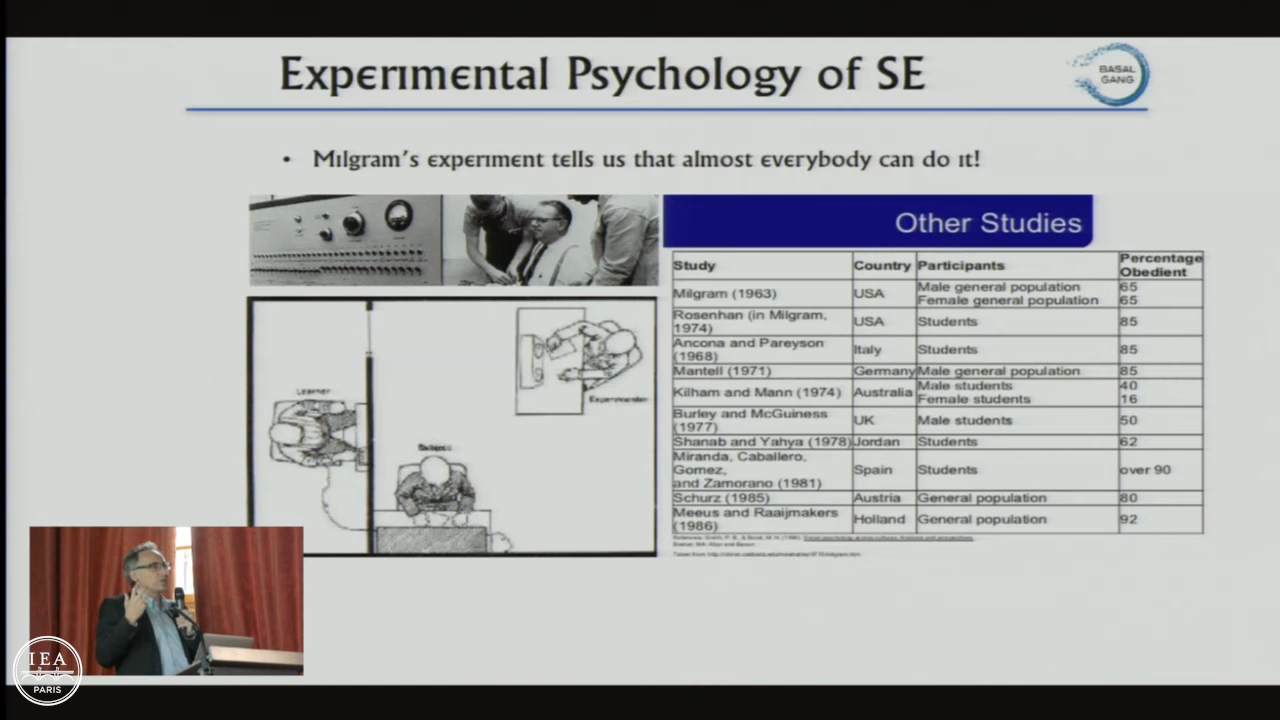 Experimental Psychology of SE
BASAL
GANG
• Milgram's experiment tells us that almost everybody can do it!
Other Studies
Study Country Participants Percentage Obedient
Milgram (1963) USA Male general population 65
Female general population 65
Rosenhan (in Milgram, 1974) USA Students 85
Ancona and Pareyson (1968) Italy Students 85
Mantell (1971) Germany Male general population 85
Kilham and Mann (1974) Australia Male students 40
Female students 16
Burley and McGuiness (1977) UK Male students 50
Shanab and Yahya (1978) Jordan Students 62
Miranda, Caballero, Gomez, and Zamorano (1981) Spain Students over 90
Schurz (1985) Austria General population 80
Meeus and Raaijmakers (1986) Holland General population 92
Learner
Experimenter
IEA
PARIS